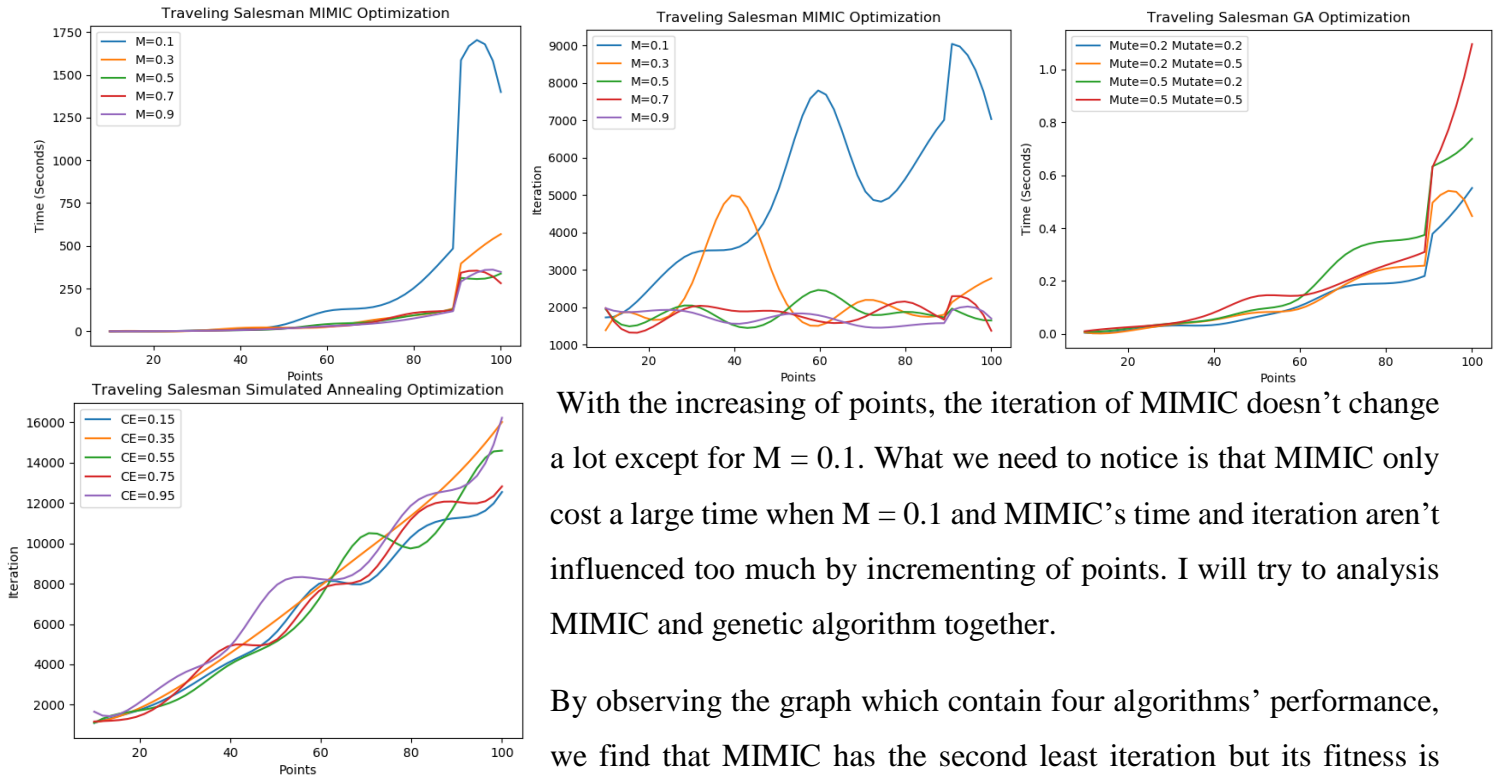 Traveling Salesman MIMIC Optimization
M=0.1
M=0.3
M=0.5
M=0.7
M=0.9
Time (Seconds)
1750
1500
1250
1000
750
500
250
0
20
40
60
80
100
Points
Traveling Salesman MIMIC Optimization
M=0.1
M=0.3
M=0.5
M=0.7
M=0.9
Iteration
9000
8000
7000
6000
5000
4000
3000
2000
1000
20
40
60
80
100
Points
Traveling Salesman GA Optimization
Mute=0.2 Mutate=0.2
Mute=0.2 Mutate=0.5
Mute=0.5 Mutate=0.2
Mute=0.5 Mutate=0.5
Time (Seconds)
1.0
0.8
0.6
0.4
0.2
0.0
20
40
60
80
100
Points
Traveling Salesman Simulated Annealing Optimization
CE=0.15
CE=0.35
CE=0.55
CE=0.75
CE=0.95
Iteration
16000
14000
12000
10000
8000
6000
4000
2000
20
40
60
80
100
Points
With the increasing of points, the iteration of MIMIC doesn’t change
a lot except for M = 0.1. What we need to notice is that MIMIC only
cost a large time when M = 0.1 and MIMIC’s time and iteration aren’t
influenced too much by incrementing of points. I will try to analysis
MIMIC and genetic algorithm together.
By observing the graph which contain four algorithms’ performance,
we find that MIMIC has the second least iteration but its fitness is